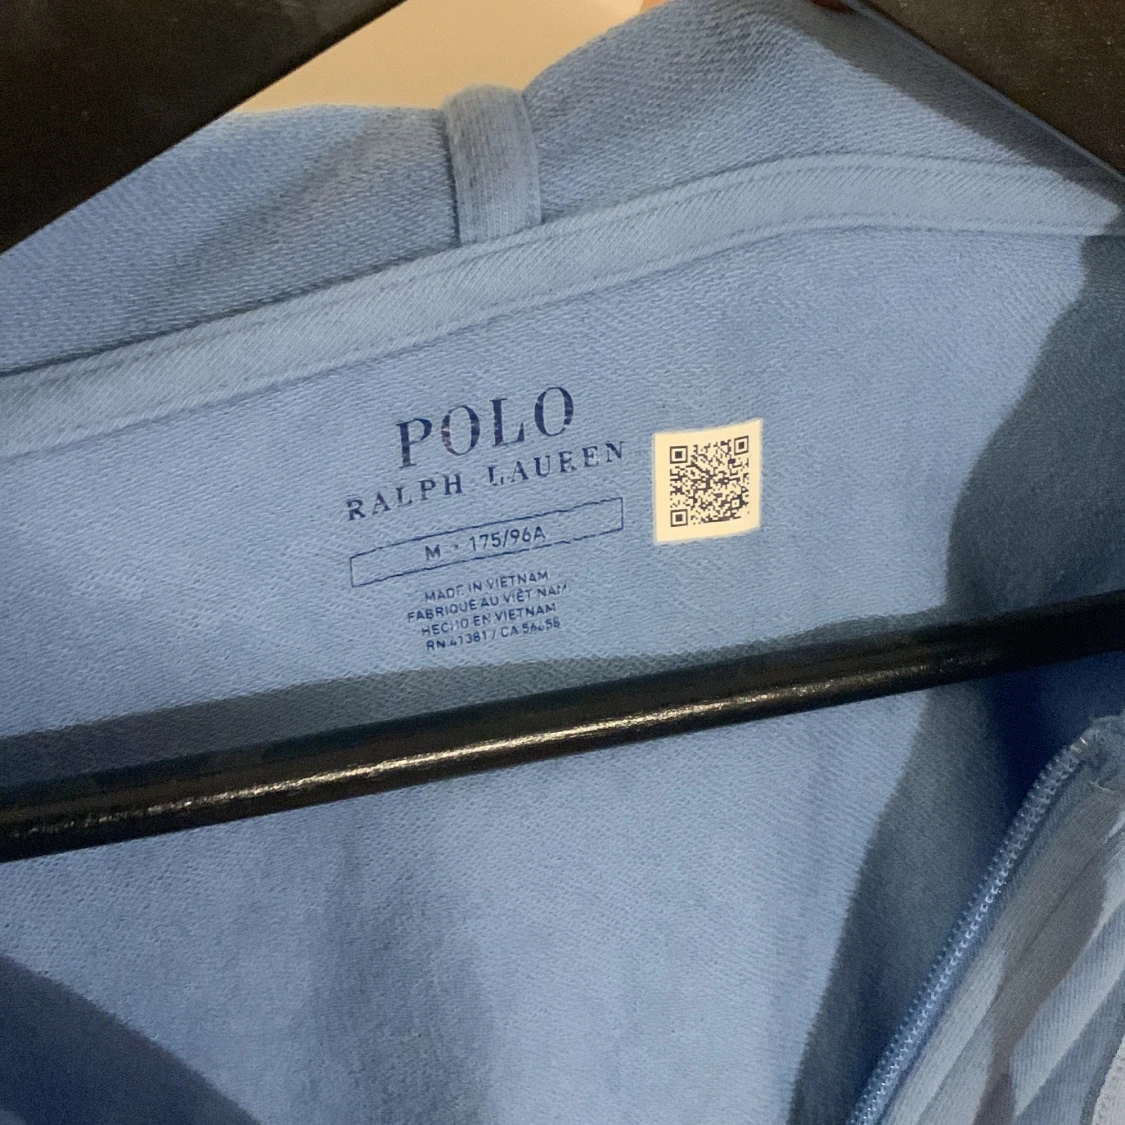 POLO
RALPH LAUREN
M • 175/96A
MADE IN VIETNAM
FABRIQUÉ AU VIÊT NAM
HECHO EN VIETNAM
RN 41381 / CA 56656